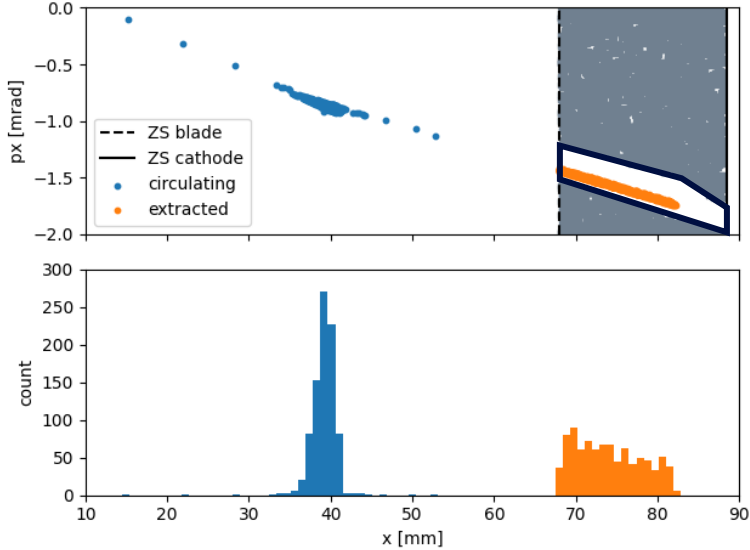 0.0
−0.5
−1.0
−1.5
−2.0
px [mrad]
ZS blade
ZS cathode
circulating
extracted
300
250
200
150
100
50
0
count
10 20 30 40 50 60 70 80 90
x [mm]